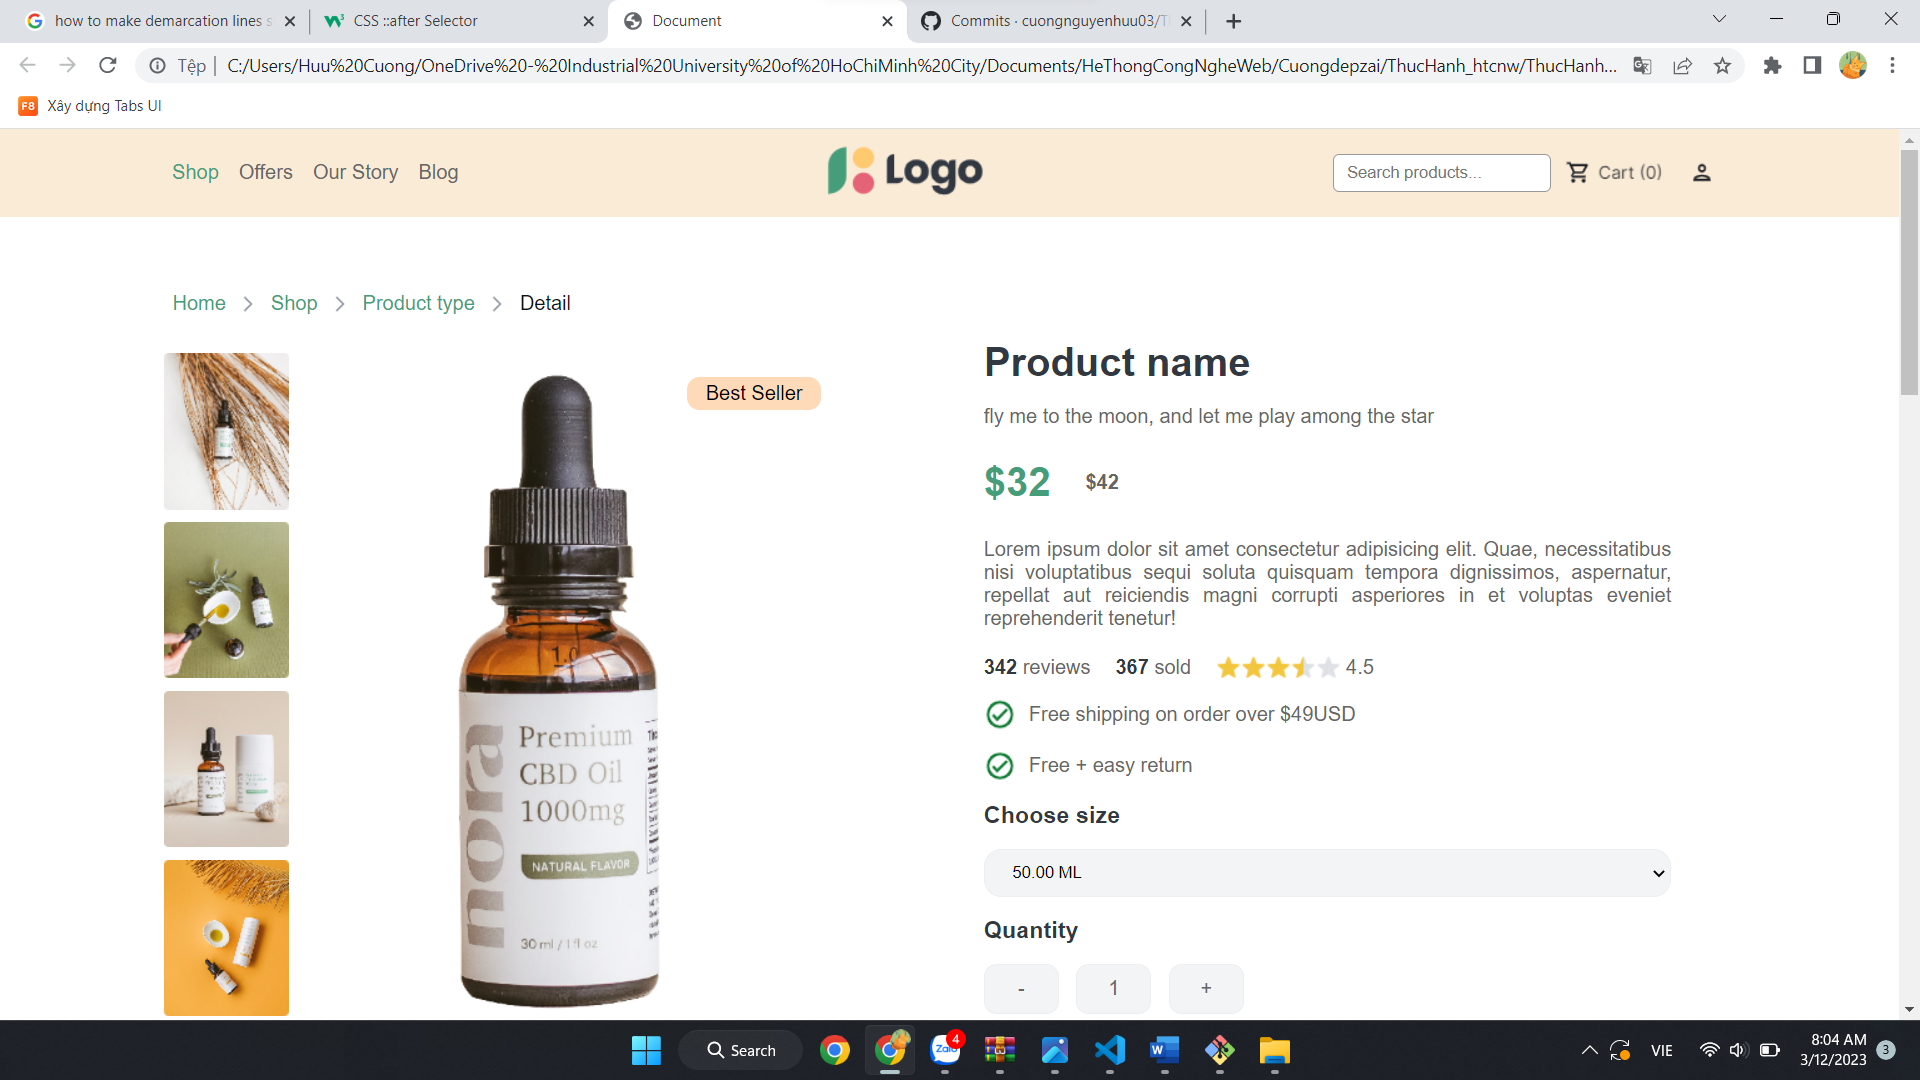 how to make demarcation lines s
CSS ::after Selector
Document
Commits · cuongnguyenhuu03/T
Tệp
C:/Users/Huu%20Cuong/OneDrive%20-%20Industrial%20University%20of%20HoChiMinh%20City/Documents/HeThongCongNgheWeb/Cuongdepzai/ThucHanh_htcnw/ThucHanh...
F8 Xây dựng Tabs UI
Shop Offers Our Story Blog
Logo
Search products...
Cart (0)
Home > Shop > Product type > Detail
Best Seller
nora
1.0
Premium
CBD Oil
1000mg
NATURAL FLAVOR
30 ml / 1 fl oz
Product name
fly me to the moon, and let me play among the star
$32 $42
Lorem ipsum dolor sit amet consectetur adipisicing elit. Quae, necessitatibus
nisi voluptatibus sequi soluta quisquam tempora dignissimos, aspernatur,
repellat aut reiciendis magni corrupti asperiores in et voluptas eveniet
reprehenderit tenetur!
342 reviews 367 sold 4.5
Free shipping on order over $49USD
Free + easy return
Choose size
50.00 ML
Quantity
- 1 +
Search
Zalo
4
VIE
8:04 AM
3/12/2023
3